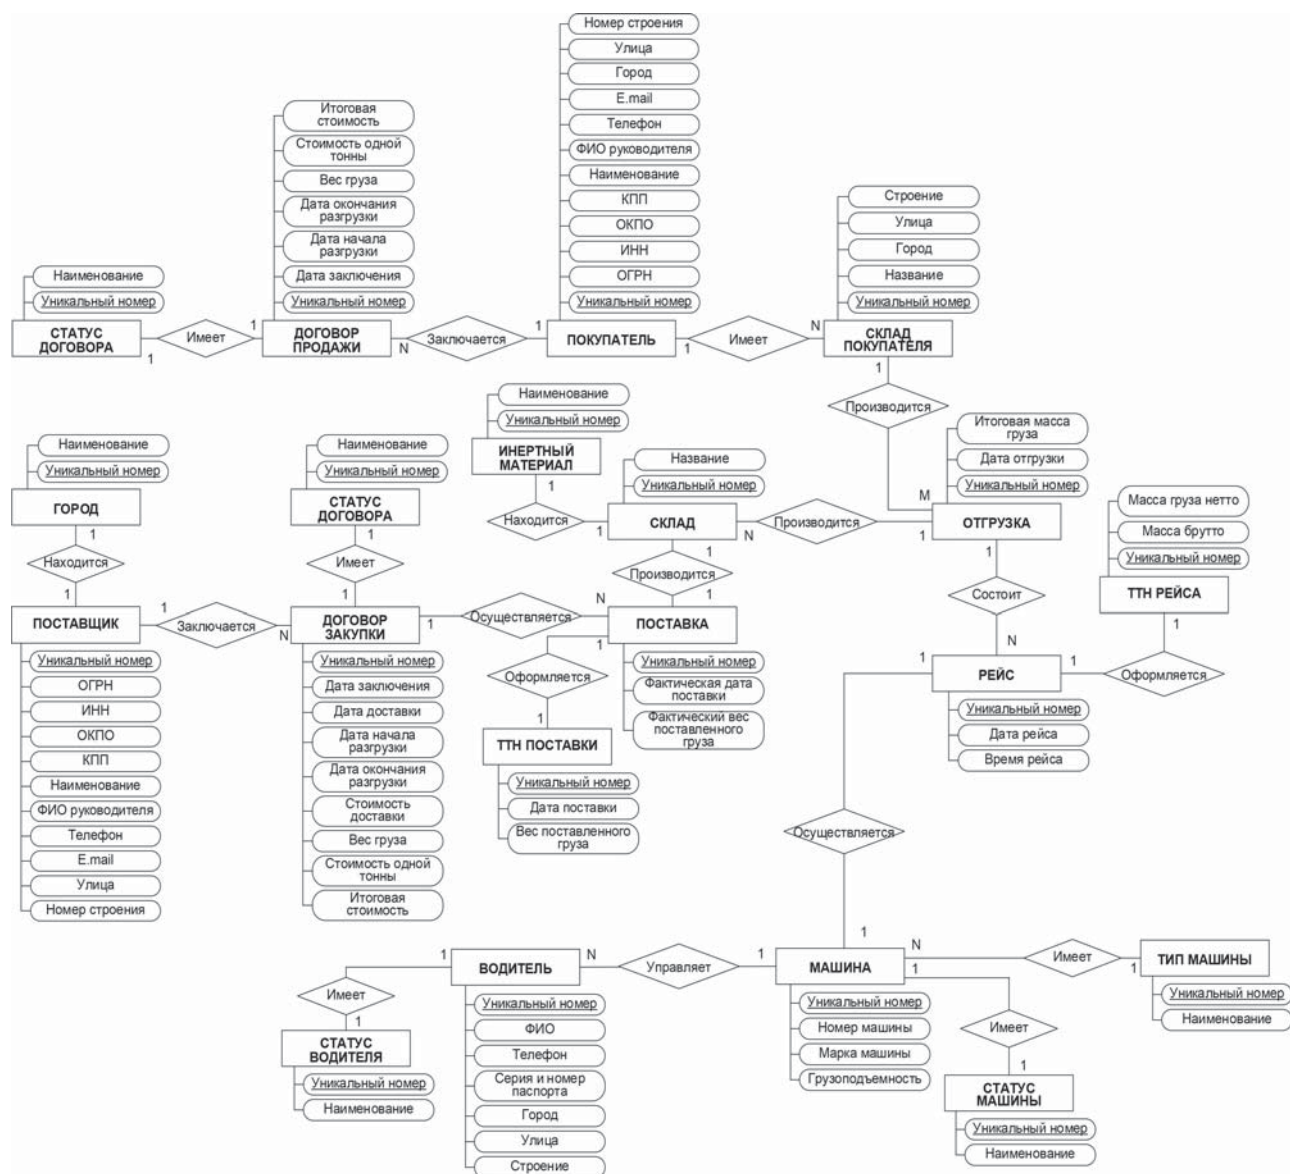 Номер строения
Улица
Город
E.mail
Телефон
ФИО руководителя
Наименование
КПП
ОКПО
ИНН
ОГРН
Уникальный номер
Итоговая
стоимость
Стоимость одной
тонны
Вес груза
Дата окончания
разгрузки
Дата начала
разгрузки
Дата заключения
Уникальный номер
Строение
Улица
Город
Название
Уникальный номер
Наименование
Уникальный номер
СТАТУС
ДОГОВОРА
1
Имеет
1
ДОГОВОР
ПРОДАЖИ
N
Заключается
1
ПОКУПАТЕЛЬ
1
Имеет
N
СКЛАД
ПОКУПАТЕЛЯ
1
Производится
M
Наименование
Уникальный номер
ИНЕРТНЫЙ
МАТЕРИАЛ
1
Находится
1
Название
Уникальный номер
СКЛАД
N
Производится
1
Итоговая масса
груза
Дата отгрузки
Уникальный номер
ОТГРУЗКА
1
Состоит
N
Масса груза нетто
Масса брутто
Уникальный номер
ТТН РЕЙСА
1
Оформляется
1
Наименование
Уникальный номер
ГОРОД
1
Находится
1
Наименование
Уникальный номер
СТАТУС
ДОГОВОРА
1
Имеет
1
1
Производится
1
ПОСТАВЩИК
1
Заключается
N
ДОГОВОР
ЗАКУПКИ
1
Осуществляется
N
ПОСТАВКА
1
Оформляется
1
ТТН ПОСТАВКИ
Уникальный номер
Дата поставки
Вес поставленного
груза
Уникальный номер
Фактическая дата
поставки
Фактический вес
поставленного
груза
Уникальный номер
ОГРН
ИНН
ОКПО
КПП
Наименование
ФИО руководителя
Телефон
E.mail
Улица
Номер строения
Уникальный номер
Дата заключения
Дата доставки
Дата начала
разгрузки
Дата окончания
разгрузки
Стоимость
доставки
Вес груза
Стоимость одной
тонны
Итоговая
стоимость
1
РЕЙС
Уникальный номер
Дата рейса
Время рейса
Осуществляется
1
1
ВОДИТЕЛЬ
N
Управляет
1
МАШИНА
N
Имеет
1
ТИП МАШИНЫ
Уникальный номер
Наименование
Имеет
1
СТАТУС
ВОДИТЕЛЯ
Уникальный номер
Наименование
Уникальный номер
ФИО
Телефон
Серия и номер
паспорта
Город
Улица
Строение
Уникальный номер
Номер машины
Марка машины
Грузоподъемность
1
Имеет
1
СТАТУС
МАШИНЫ
Уникальный номер
Наименование